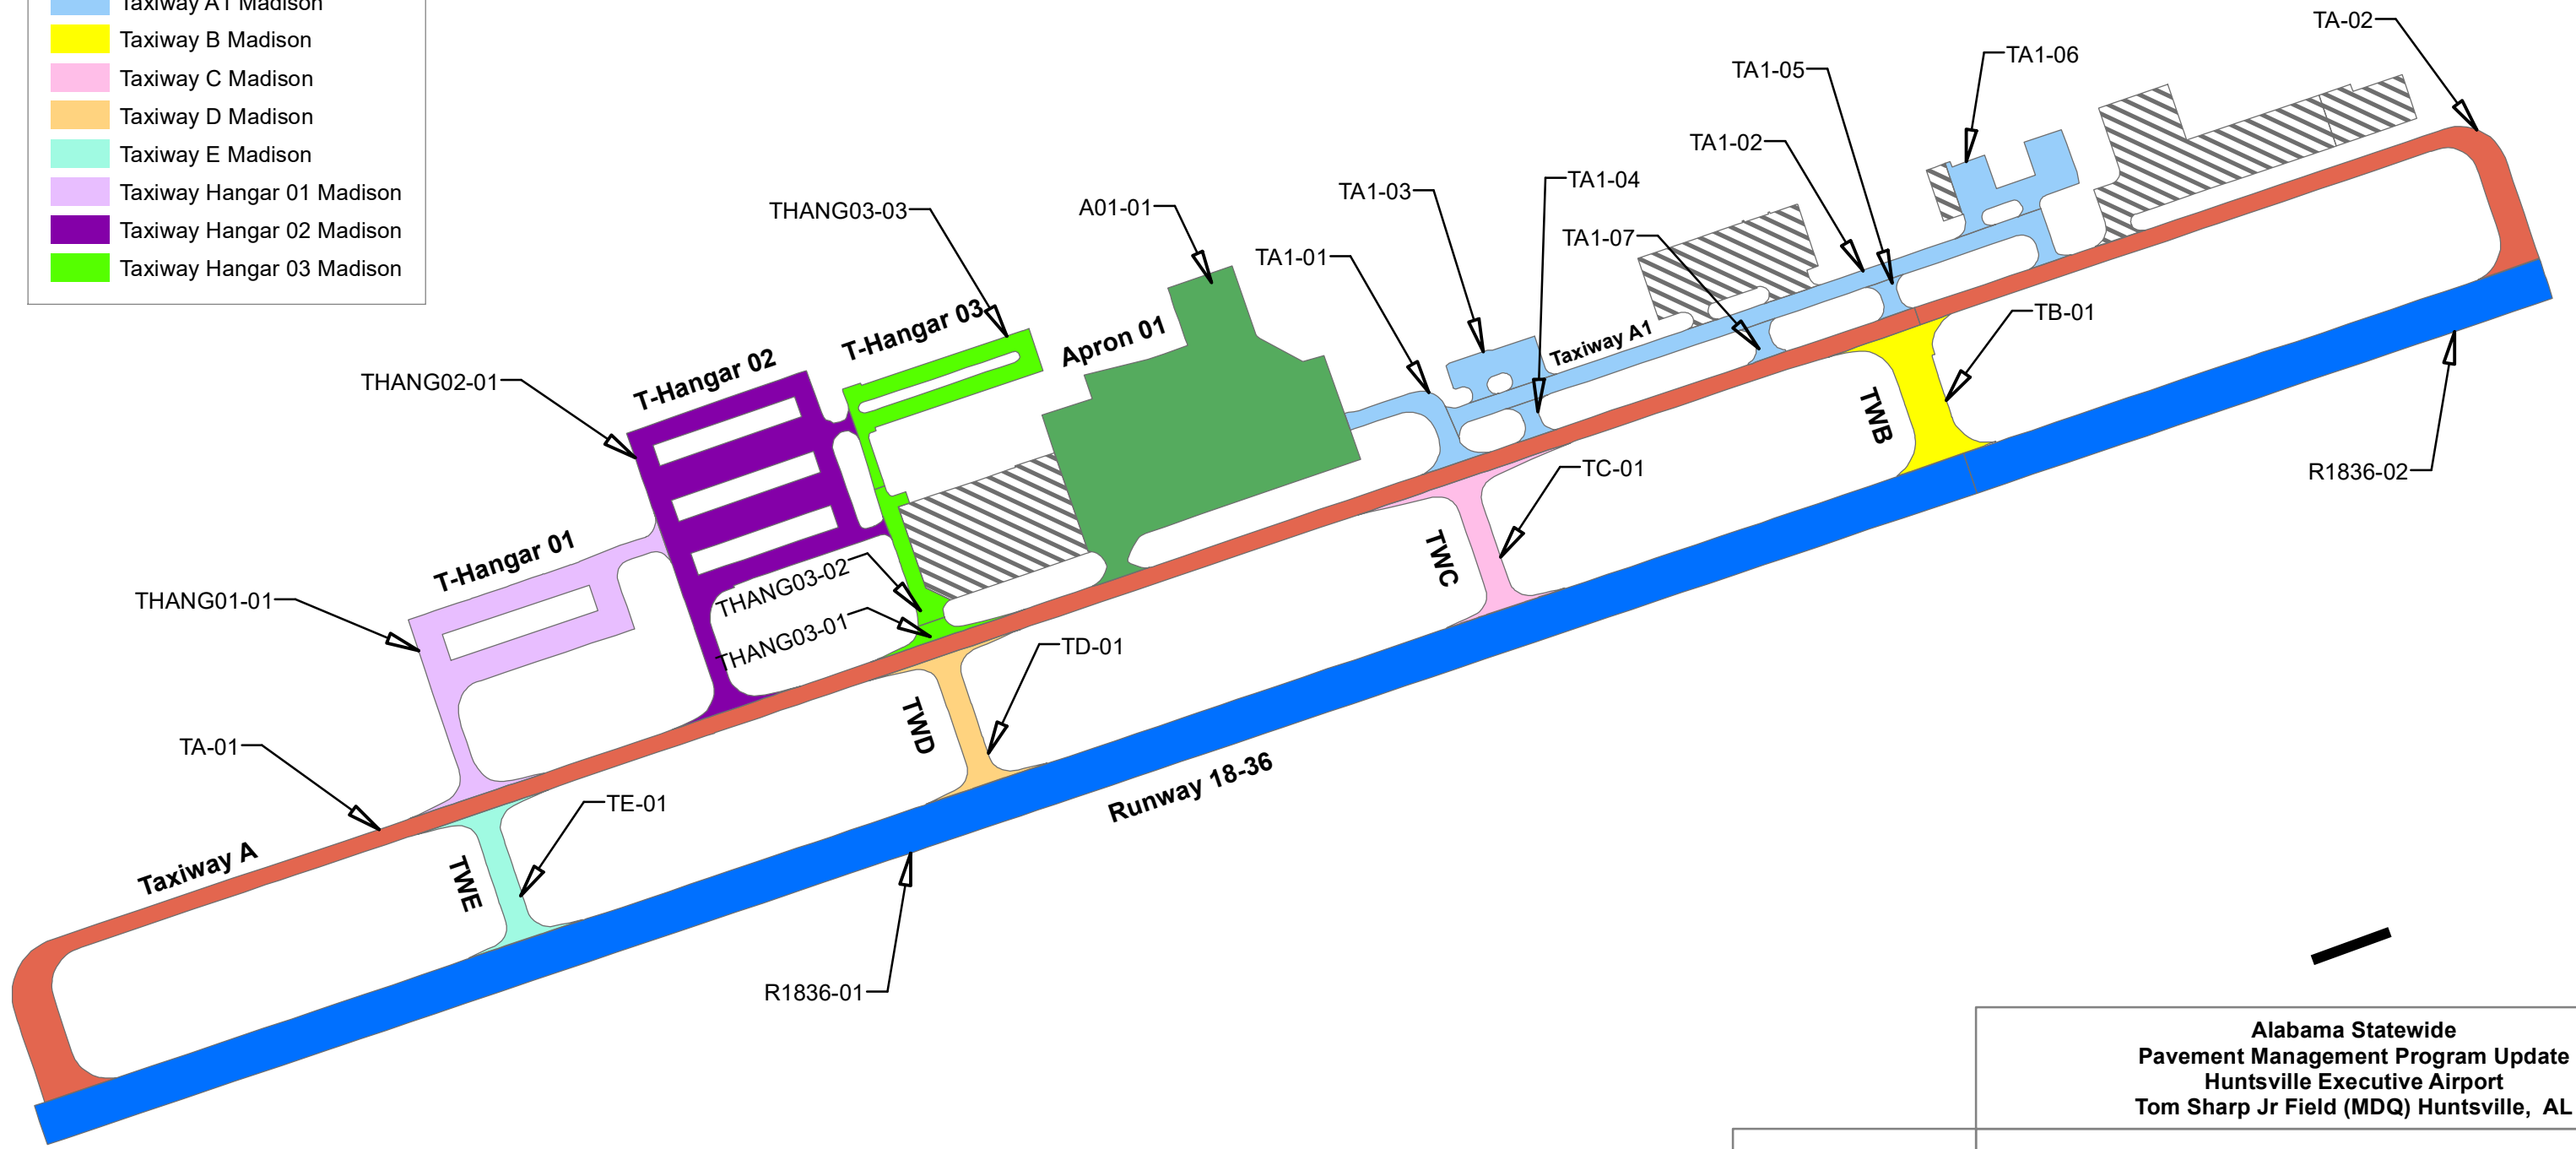 Taxiway A1 Madison
Taxiway B Madison
Taxiway C Madison
Taxiway D Madison
Taxiway E Madison
Taxiway Hangar 01 Madison
Taxiway Hangar 02 Madison
Taxiway Hangar 03 Madison
TA-02
TA1-06
TA1-05
TA1-02
TA1-04
TA1-03
TA1-07
TA1-01
A01-01
THANG03-03
T-Hangar 03
Apron 01
Taxiway A1
TB-01
TWB
R1836-02
T-Hangar 02
THANG02-01
TC-01
TWC
T-Hangar 01
THANG01-01
THANG03-02
THANG03-01
TD-01
TWD
TA-01
TE-01
Runway 18-36
Taxiway A
TWE
R1836-01
Alabama Statewide
Pavement Management Program Update
Huntsville Executive Airport
Tom Sharp Jr Field (MDQ) Huntsville, AL